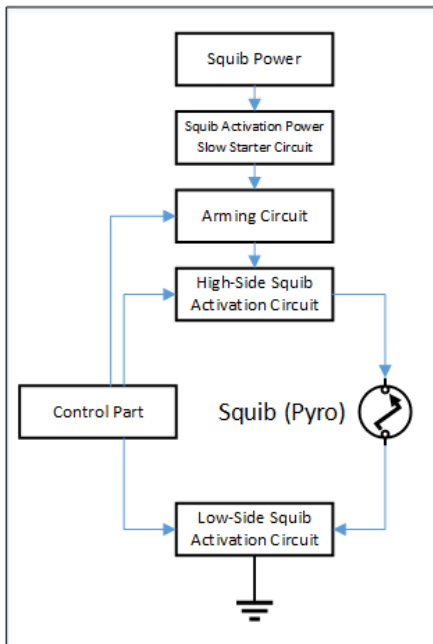 Squib Power
Squib Activation Power
Slow Starter Circuit
Arming Circuit
High-Side Squib
Activation Circuit
Control Part
Squib (Pyro)
Low-Side Squib
Activation Circuit